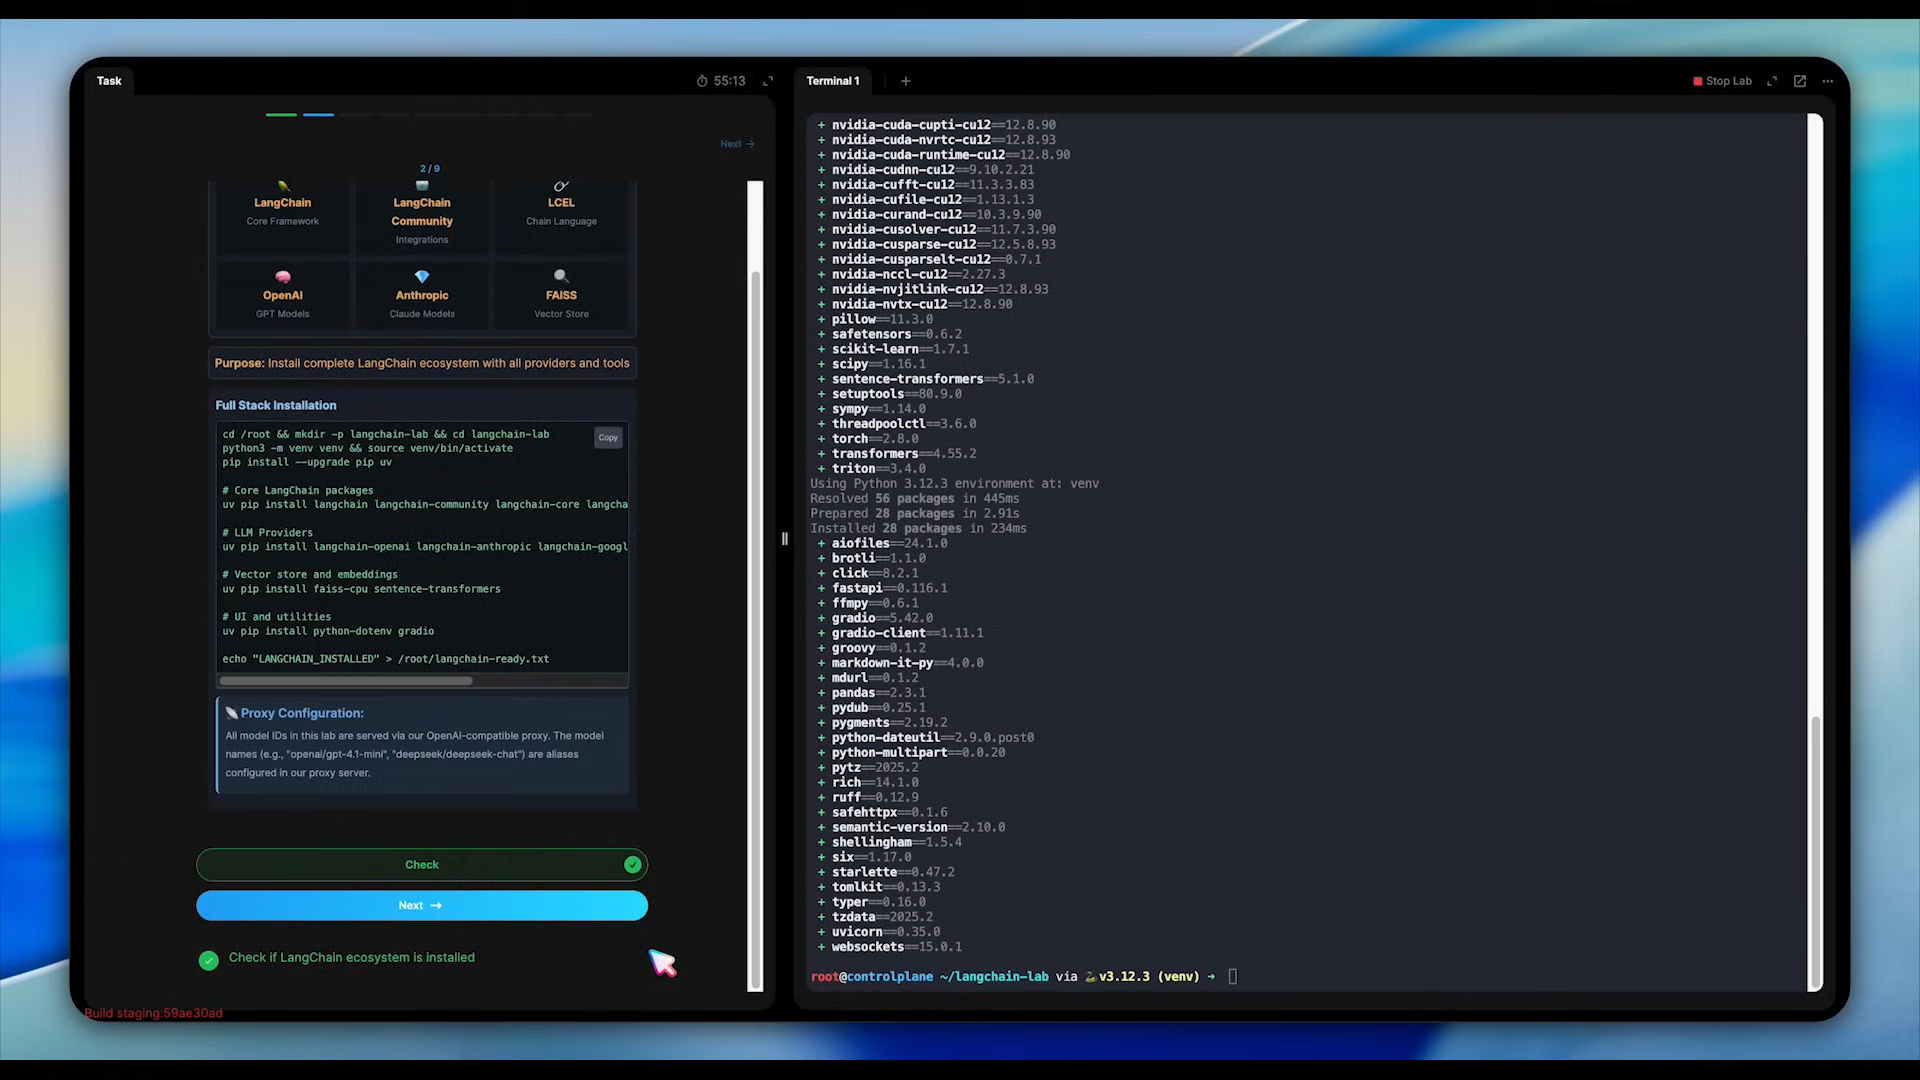 Task
55:13
Next →
2 / 9
LangChain
Core Framework
LangChain
Community
Integrations
LCEL
Chain Language
OpenAI
GPT Models
Anthropic
Claude Models
FAISS
Vector Store
Purpose: Install complete LangChain ecosystem with all providers and tools
Full Stack Installation
Copy
cd /root && mkdir -p langchain-lab && cd langchain-lab
python3 -m venv venv && source venv/bin/activate
pip install --upgrade pip uv
# Core LangChain packages
uv pip install langchain langchain-community langchain-core langcha
# LLM Providers
uv pip install langchain-openai langchain-anthropic langchain-googl
# Vector store and embeddings
uv pip install faiss-cpu sentence-transformers
# UI and utilities
uv pip install python-dotenv gradio
echo "LANGCHAIN_INSTALLED" > /root/langchain-ready.txt
Proxy Configuration:
All model IDs in this lab are served via our OpenAI-compatible proxy. The model
names (e.g., "openai/gpt-4.1-mini", "deepseek/deepseek-chat") are aliases
configured in our proxy server.
Check
Next →
Check if LangChain ecosystem is installed
Build staging:59ae30ad
Terminal 1
+
Stop Lab
+ nvidia-cuda-cupti-cu12==12.8.90
+ nvidia-cuda-nvrtc-cu12==12.8.93
+ nvidia-cuda-runtime-cu12==12.8.90
+ nvidia-cudnn-cu12==9.10.2.21
+ nvidia-cufft-cu12==11.3.3.83
+ nvidia-cufile-cu12==1.13.1.3
+ nvidia-curand-cu12==10.3.9.90
+ nvidia-cusolver-cu12==11.7.3.90
+ nvidia-cusparse-cu12==12.5.8.93
+ nvidia-cusparselt-cu12==0.7.1
+ nvidia-nccl-cu12==2.27.3
+ nvidia-nvjitlink-cu12==12.8.93
+ nvidia-nvtx-cu12==12.8.90
+ pillow==11.3.0
+ safetensors==0.6.2
+ scikit-learn==1.7.1
+ scipy==1.16.1
+ sentence-transformers==5.1.0
+ setuptools==80.9.0
+ sympy==1.14.0
+ threadpoolctl==3.6.0
+ torch==2.8.0
+ transformers==4.55.2
+ triton==3.4.0
Using Python 3.12.3 environment at: venv
Resolved 56 packages in 445ms
Prepared 28 packages in 2.91s
Installed 28 packages in 234ms
+ aiofiles==24.1.0
+ brotli==1.1.0
+ click==8.2.1
+ fastapi==0.116.1
+ ffmpy==0.6.1
+ gradio==5.42.0
+ gradio-client==1.11.1
+ groovy==0.1.2
+ markdown-it-py==4.0.0
+ mdurl==0.1.2
+ pandas==2.3.1
+ pydub==0.25.1
+ pygments==2.19.2
+ python-dateutil==2.9.0.post0
+ python-multipart==0.0.20
+ pytz==2025.2
+ rich==14.1.0
+ ruff==0.12.9
+ safehttpx==0.1.6
+ semantic-version==2.10.0
+ shellingham==1.5.4
+ six==1.17.0
+ starlette==0.47.2
+ tomlkit==0.13.3
+ typer==0.16.0
+ tzdata==2025.2
+ uvicorn==0.35.0
+ websockets==15.0.1
root@controlplane ~/langchain-lab via v3.12.3 (venv) →